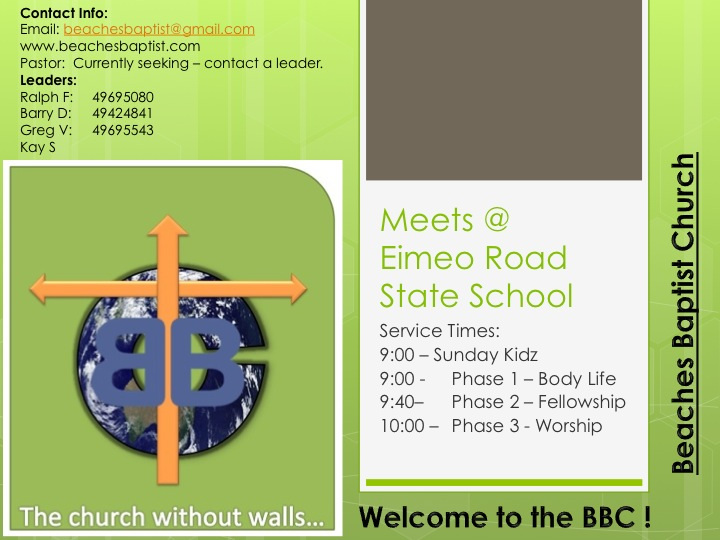 Contact Info:
Email: beachesbaptist@gmail.com
www.beachesbaptist.com
Pastor: Currently seeking – contact a leader.
Leaders:
Ralph F: 49695080
Barry D: 49424841
Greg V: 49695543
Kay S
BBC
The church without walls...
Meets @
Eimeo Road
State School
Service Times:
9:00 – Sunday Kidz
9:00 - Phase 1 – Body Life
9:40– Phase 2 – Fellowship
10:00 – Phase 3 - Worship
Welcome to the BBC !
Beaches Baptist Church